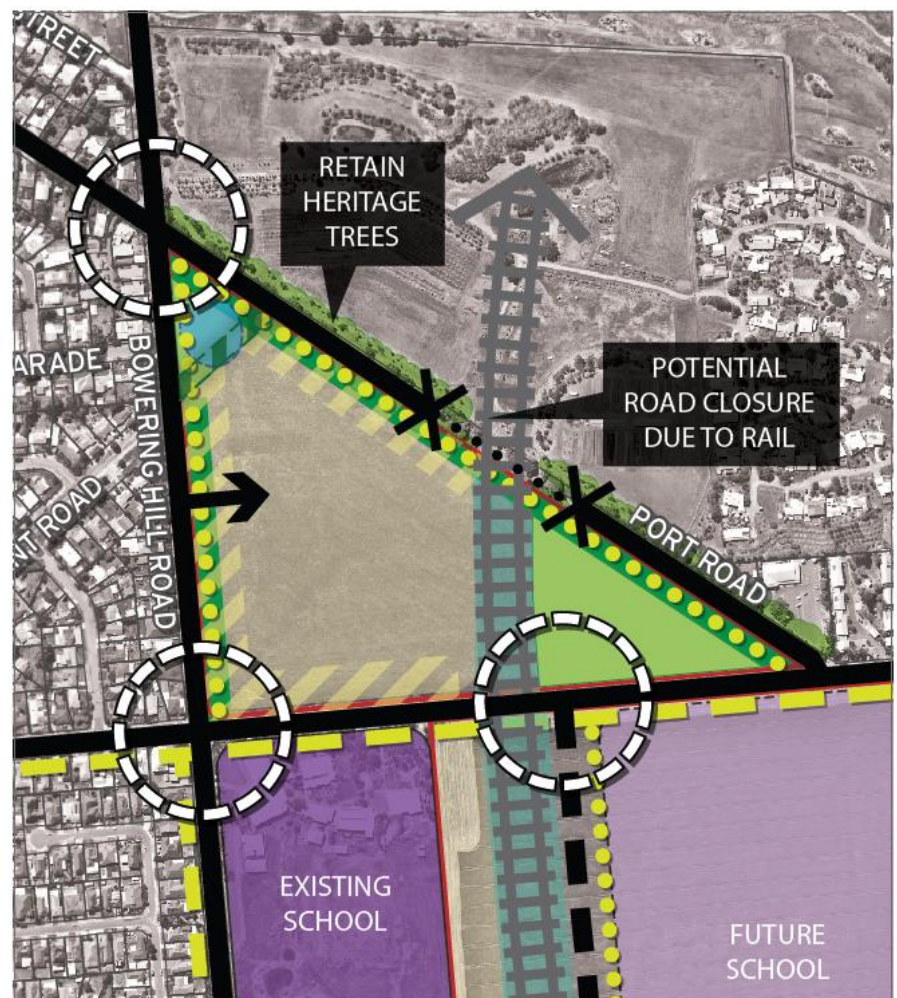 STREET
RETAIN
HERITAGE
TREES
ARADE
BOWERING HILL ROAD
POTENTIAL
ROAD CLOSURE
DUE TO RAIL
NT ROAD
PORT ROAD
EXISTING
SCHOOL
FUTURE
SCHOOL